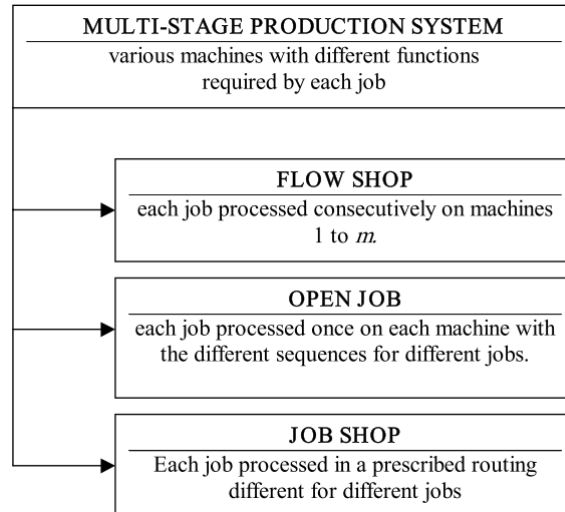 MULTI-STAGE PRODUCTION SYSTEM
various machines with different functions
required by each job
FLOW SHOP
each job processed consecutively on machines
1 to m.
OPEN JOB
each job processed once on each machine with
the different sequences for different jobs.
JOB SHOP
Each job processed in a prescribed routing
different for different jobs